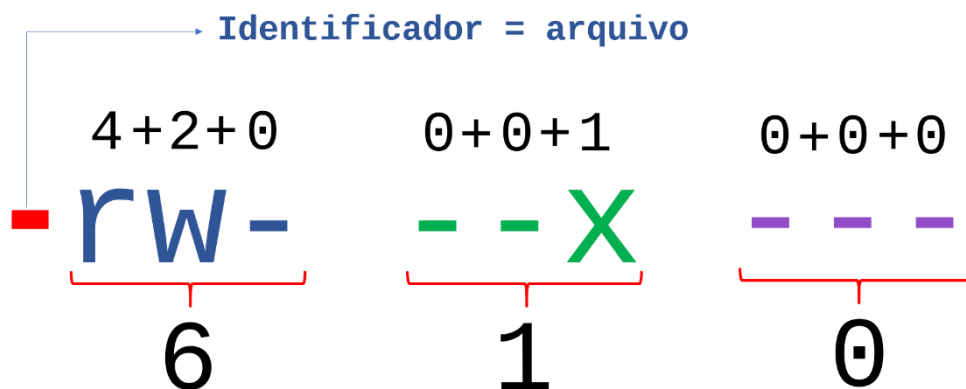 Identificador = arquivo
4+2+0 0+0+1 0+0+0
-rw- --x ---
6 1 0